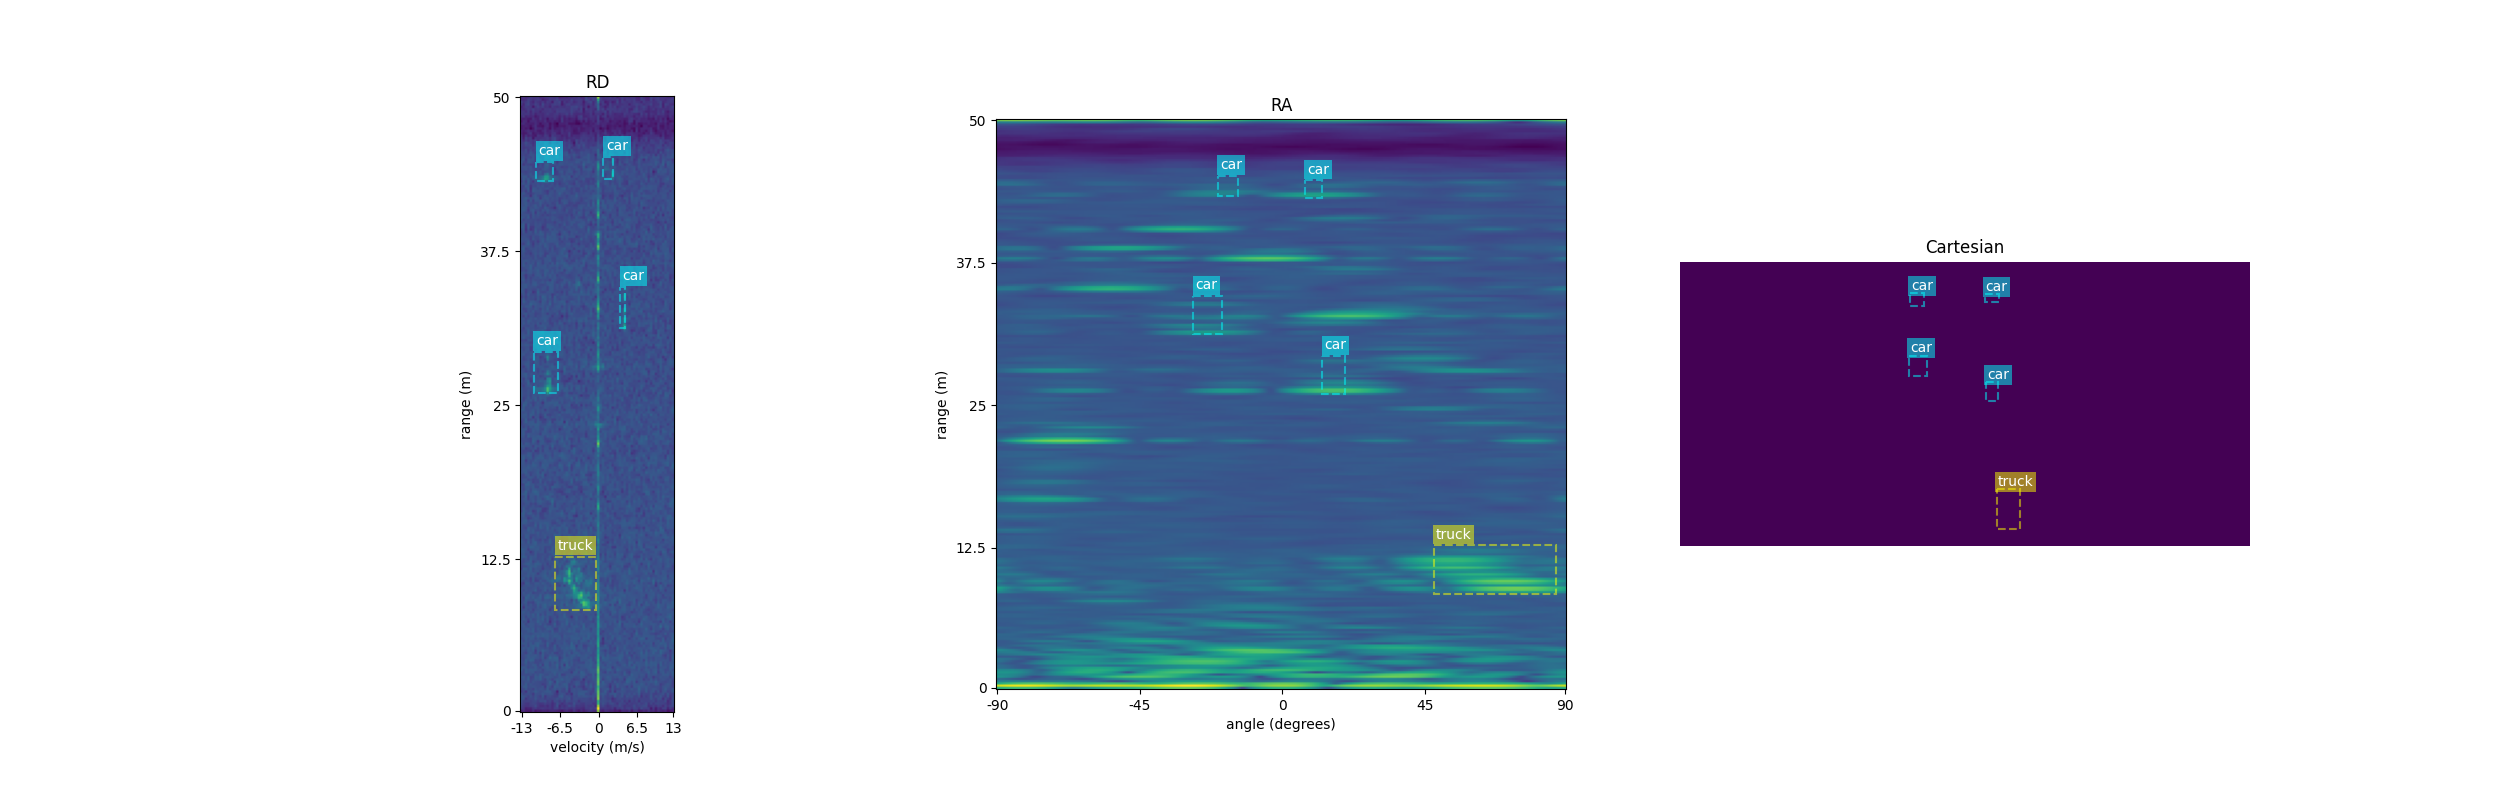 RD
50
37.5
25
12.5
0
range (m)
-13 -6.5 0 6.5 13
velocity (m/s)
car
car
car
car
truck
RA
50
37.5
25
12.5
0
range (m)
-90 -45 0 45 90
angle (degrees)
car
car
car
car
truck
Cartesian
car
car
car
car
truck